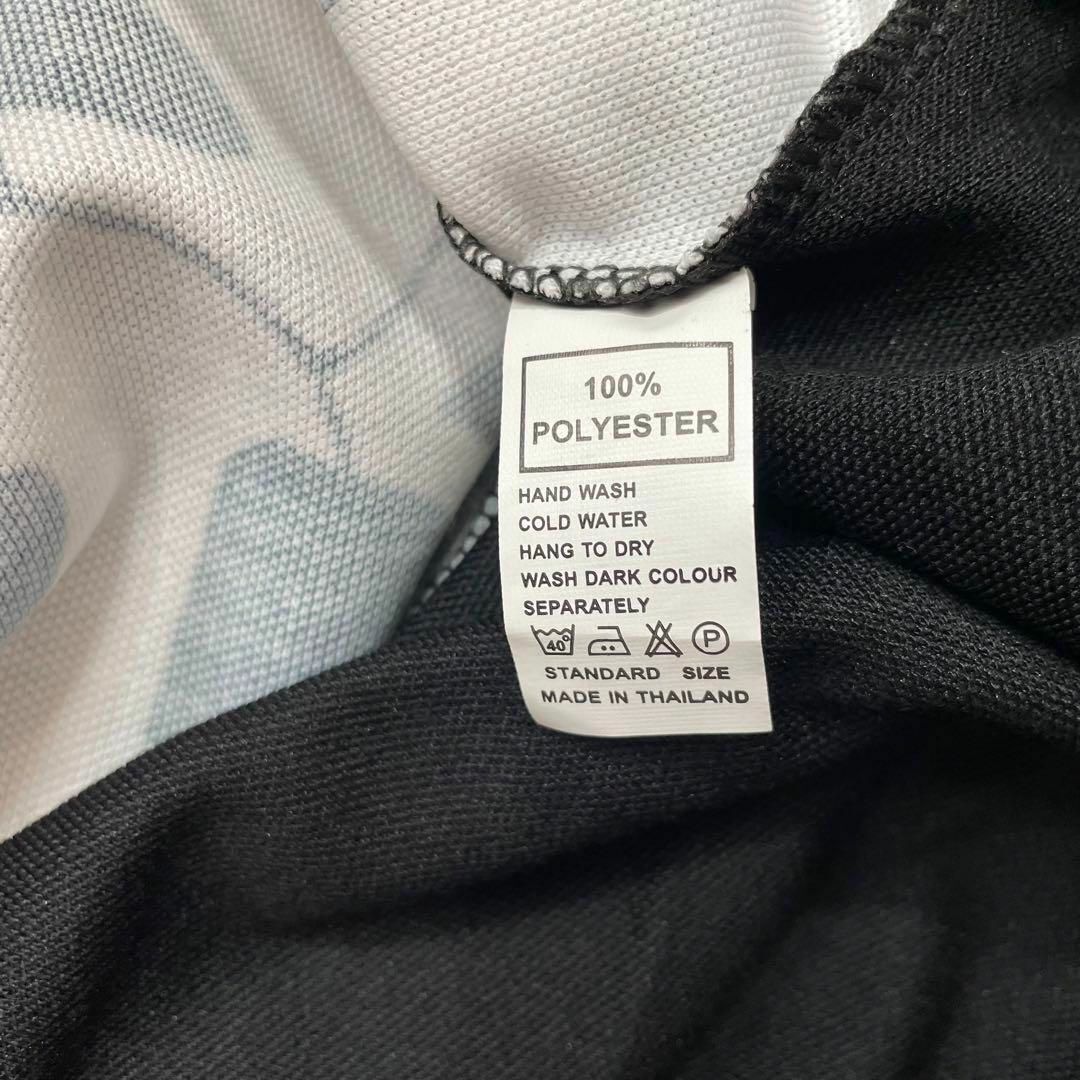 100%
POLYESTER
HAND WASH
COLD WATER
HANG TO DRY
WASH DARK COLOUR
SEPARATELY
40° P
STANDARD SIZE
MADE IN THAILAND